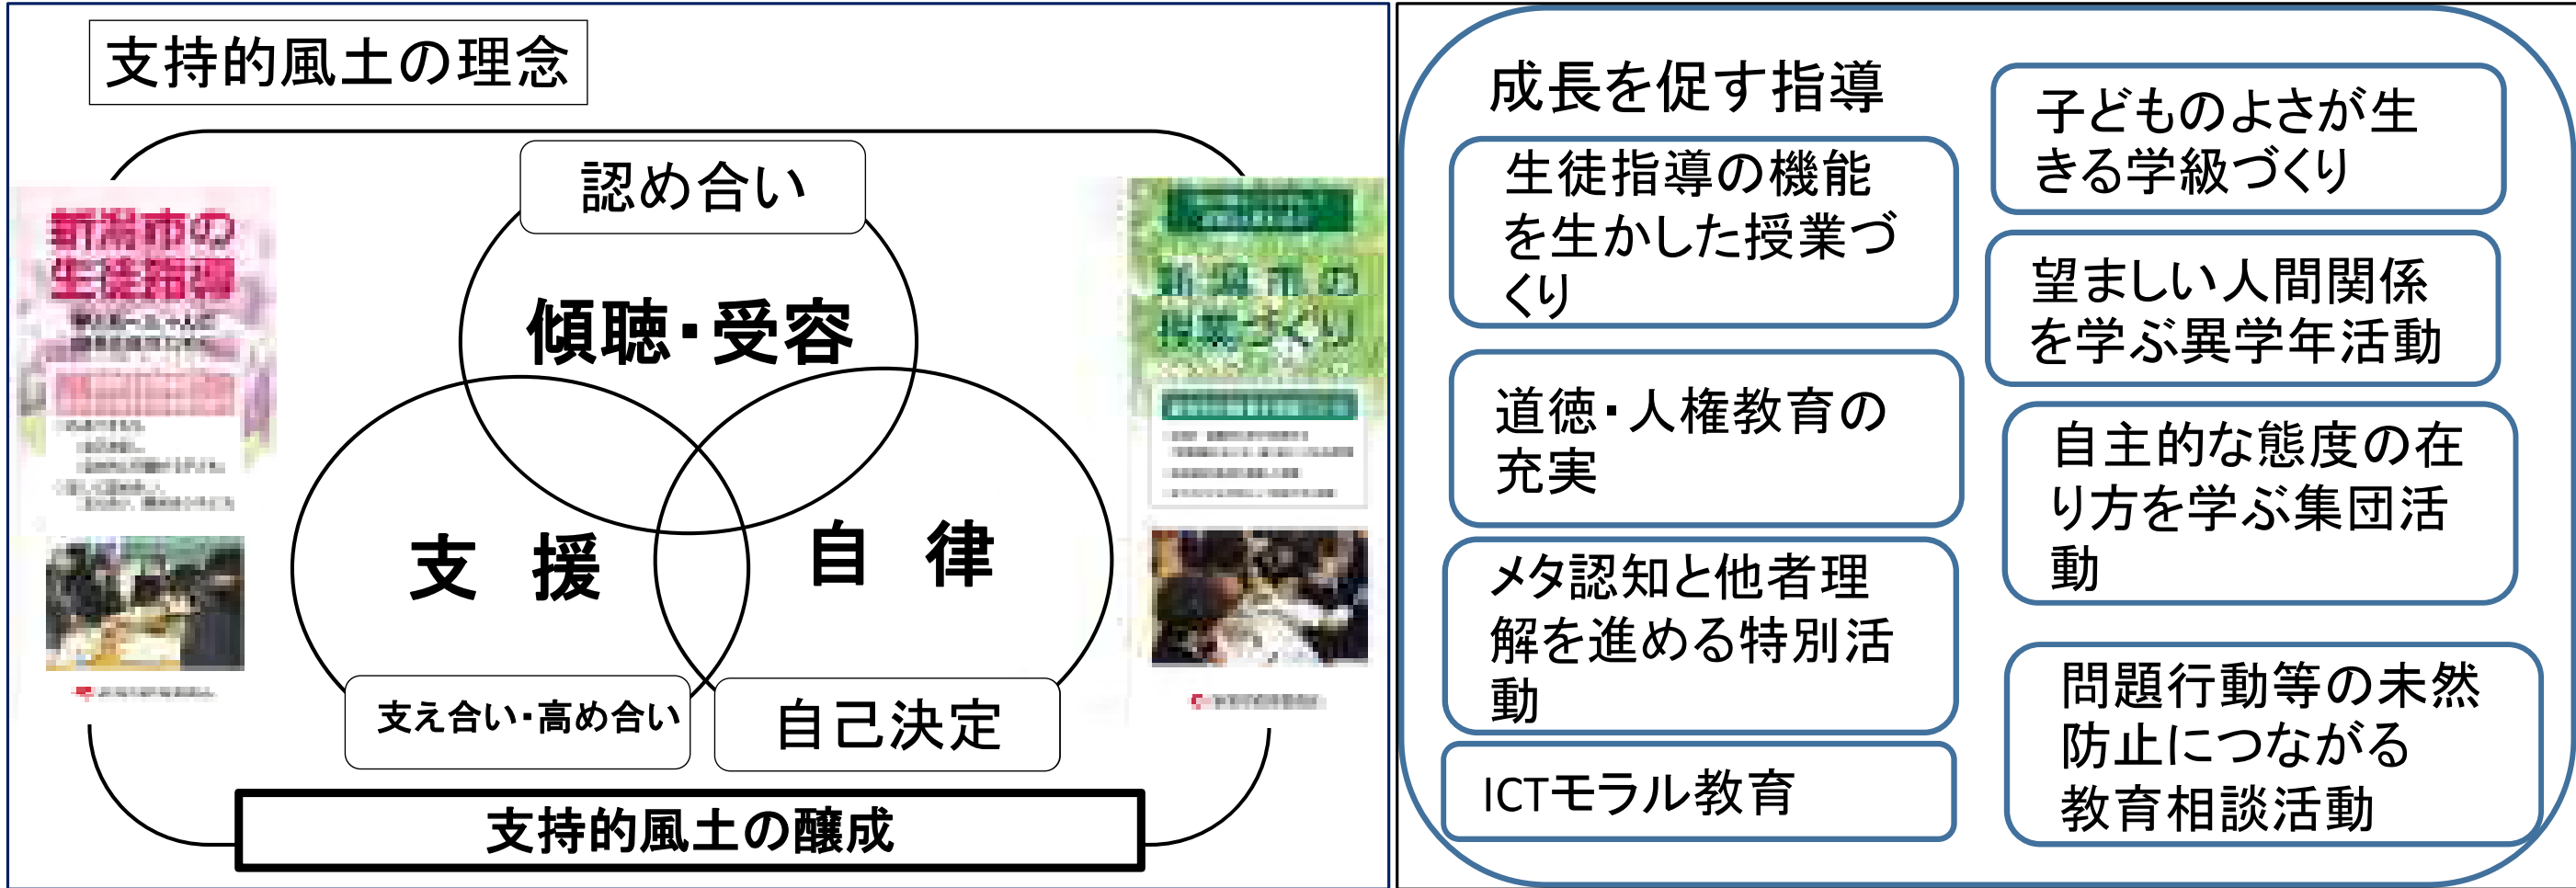 支持的風土の理念
認め合い
傾聴・受容
支 援
自 律
支え合い・高め合い
自己決定
支持的風土の醸成
新潟市の
生徒指導
新潟市の
授業づくり
成長を促す指導
生徒指導の機能
を生かした授業づ
くり
道徳・人権教育の
充実
メタ認知と他者理
解を進める特別活
動
ICTモラル教育
子どものよさが生
きる学級づくり
望ましい人間関係
を学ぶ異学年活動
自主的な態度の在
り方を学ぶ集団活
動
問題行動等の未然
防止につながる
教育相談活動